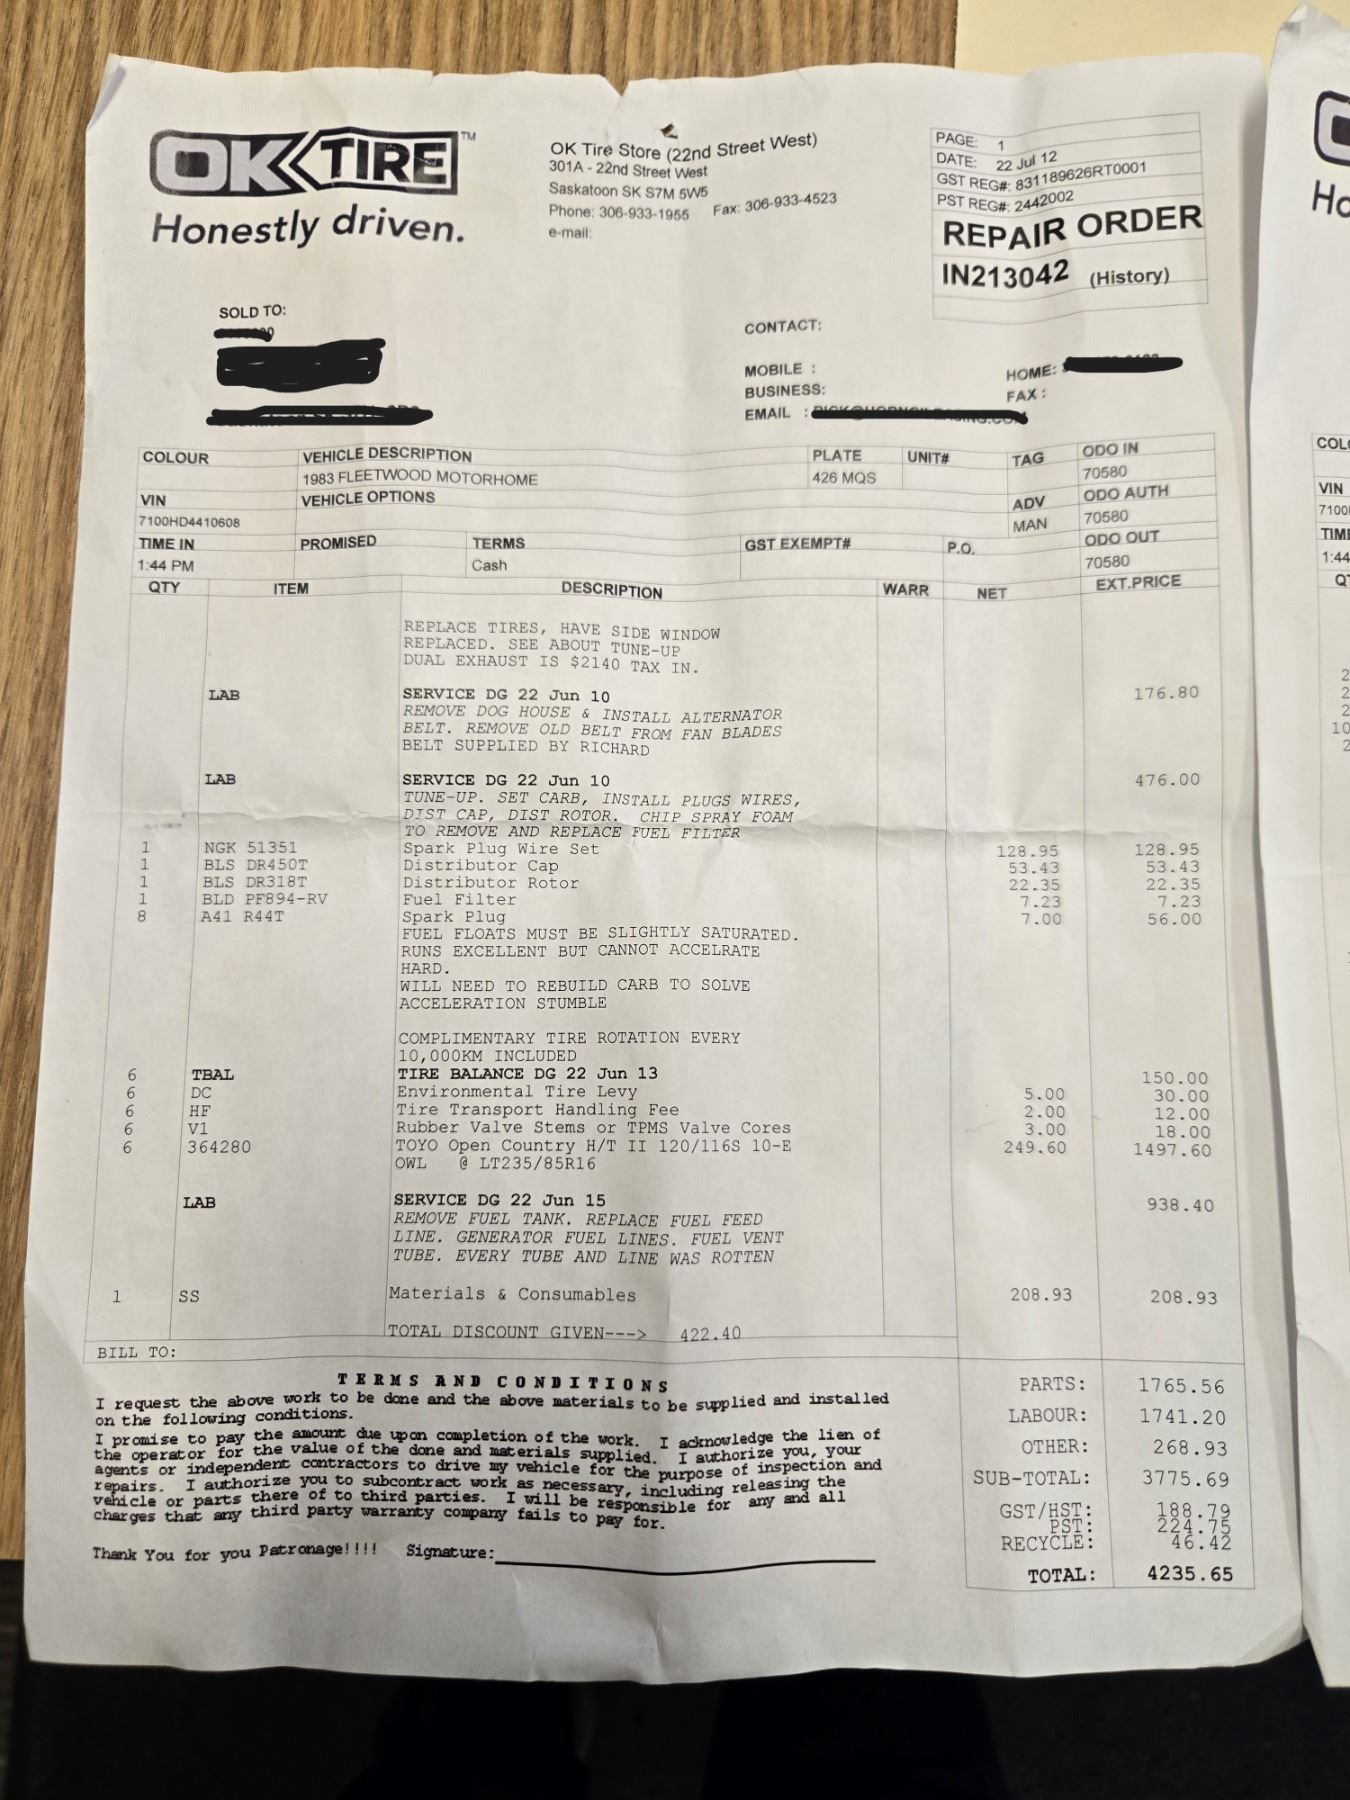 OK TIRE™
Honestly driven.
OK Tire Store (22nd Street West)
301A - 22nd Street West
Saskatoon SK S7M 5W5
Phone: 306-933-1955 Fax: 306-933-4523
e-mail:
PAGE: 1
DATE: 22 Jul 12
GST REG#: 831189626RT0001
PST REG#: 2442002
REPAIR ORDER
IN213042 (History)
SOLD TO:
CONTACT:
MOBILE :
HOME:
BUSINESS:
FAX :
EMAIL :
COLOUR VEHICLE DESCRIPTION PLATE UNIT# TAG ODO IN
1983 FLEETWOOD MOTORHOME 426 MQS 70580
VIN VEHICLE OPTIONS ADV ODO AUTH
7100HD4410608 MAN 70580
TIME IN PROMISED TERMS GST EXEMPT# P.O. ODO OUT
1:44 PM Cash 70580
QTY ITEM DESCRIPTION WARR NET EXT.PRICE
REPLACE TIRES, HAVE SIDE WINDOW
REPLACED. SEE ABOUT TUNE-UP
DUAL EXHAUST IS $2140 TAX IN.
LAB SERVICE DG 22 Jun 10 176.80
REMOVE DOG HOUSE & INSTALL ALTERNATOR
BELT. REMOVE OLD BELT FROM FAN BLADES
BELT SUPPLIED BY RICHARD
LAB SERVICE DG 22 Jun 10 476.00
TUNE-UP. SET CARB, INSTALL PLUGS WIRES,
DIST CAP, DIST ROTOR. CHIP SPRAY FOAM
TO REMOVE AND REPLACE FUEL FILTER
1 NGK 51351 Spark Plug Wire Set 128.95 128.95
1 BLS DR450T Distributor Cap 53.43 53.43
1 BLS DR318T Distributor Rotor 22.35 22.35
1 BLD PF894-RV Fuel Filter 7.23 7.23
8 A41 R44T Spark Plug 7.00 56.00
FUEL FLOATS MUST BE SLIGHTLY SATURATED.
RUNS EXCELLENT BUT CANNOT ACCELRATE
HARD.
WILL NEED TO REBUILD CARB TO SOLVE
ACCELERATION STUMBLE
COMPLIMENTARY TIRE ROTATION EVERY
10,000KM INCLUDED
6 TBAL TIRE BALANCE DG 22 Jun 13 150.00
6 DC Environmental Tire Levy 5.00 30.00
6 HF Tire Transport Handling Fee 2.00 12.00
6 V1 Rubber Valve Stems or TPMS Valve Cores 3.00 18.00
6 364280 TOYO Open Country H/T II 120/116S 10-E 249.60 1497.60
OWL @ LT235/85R16
LAB SERVICE DG 22 Jun 15 938.40
REMOVE FUEL TANK. REPLACE FUEL FEED
LINE. GENERATOR FUEL LINES. FUEL VENT
TUBE. EVERY TUBE AND LINE WAS ROTTEN
1 SS Materials & Consumables 208.93 208.93
TOTAL DISCOUNT GIVEN---> 422.40
BILL TO:
TERMS AND CONDITIONS
I request the above work to be done and the above materials to be supplied and installed
on the following conditions.
I promise to pay the amount due upon completion of the work. I acknowledge the lien of
the operator for the value of the done and materials supplied. I authorize you, your
agents or independent contractors to drive my vehicle for the purpose of inspection and
repairs. I authorize you to subcontract work as necessary, including releasing the
vehicle or parts there of to third parties. I will be responsible for any and all
charges that any third party warranty company fails to pay for.
Thank You for you Patronage!!!! Signature:
PARTS: 1765.56
LABOUR: 1741.20
OTHER: 268.93
SUB-TOTAL: 3775.69
GST/HST: 188.79
PST: 224.75
RECYCLE: 46.42
TOTAL: 4235.65